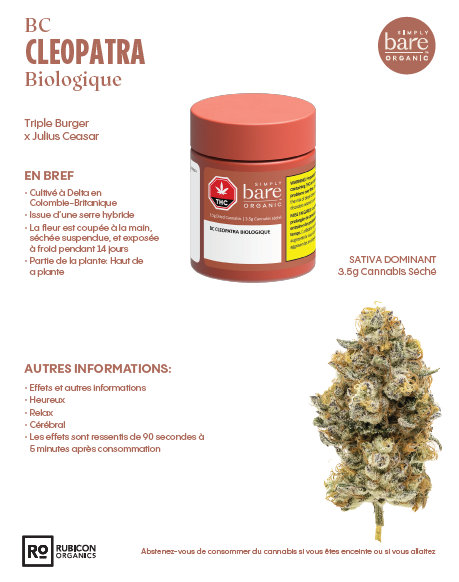 BC
CLEOPATRA
Biologique
SIMPLY
bare
ORGANIC
Triple Burger
x Julius Ceasar
EN BREF
· Cultivé à Delta en
Colombie-Britanique
· Issue d'une serre hybride
· La fleur est coupée à la main,
séchée suspendue, et exposée
à froid pendant 14 jours
· Partie de la plante: Haut de
a plante
THC
SIMPLY
bare
ORGANIC
BC CLEOPATRA BIOLOGIQUE
SATIVA DOMINANT
3.5g Cannabis Séché
AUTRES INFORMATIONS:
· Effets et autres informations
· Heureux
· Relax
· Cérébral
· Les effets sont ressentis de 90 secondes à
5 minutes après consommation
RO
RUBICON
ORGANICS
Abstenez-vous de consommer du cannabis si vous êtes enceinte ou si vous allaitez